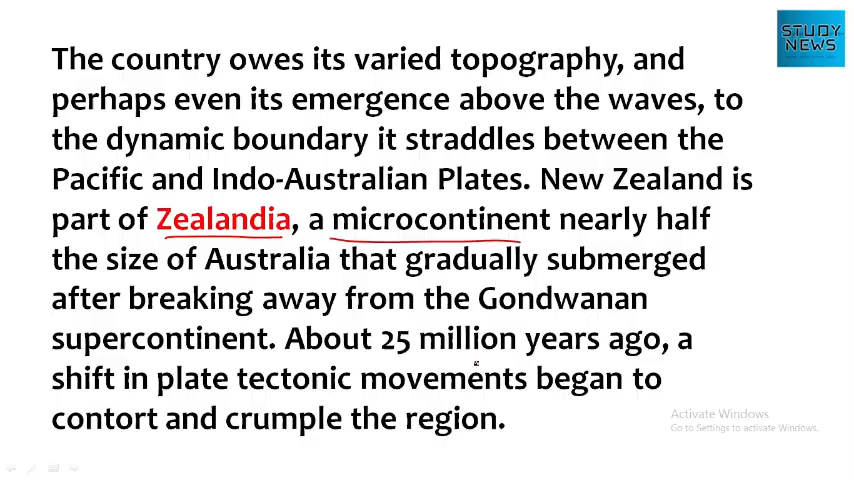 STUDY
NEWS
The country owes its varied topography, and
perhaps even its emergence above the waves, to
the dynamic boundary it straddles between the
Pacific and Indo-Australian Plates. New Zealand is
part of Zealandia, a microcontinent nearly half
the size of Australia that gradually submerged
after breaking away from the Gondwanan
supercontinent. About 25 million years ago, a
shift in plate tectonic movements began to
contort and crumple the region.
Activate Windows
Go to Settings to activate Windows.